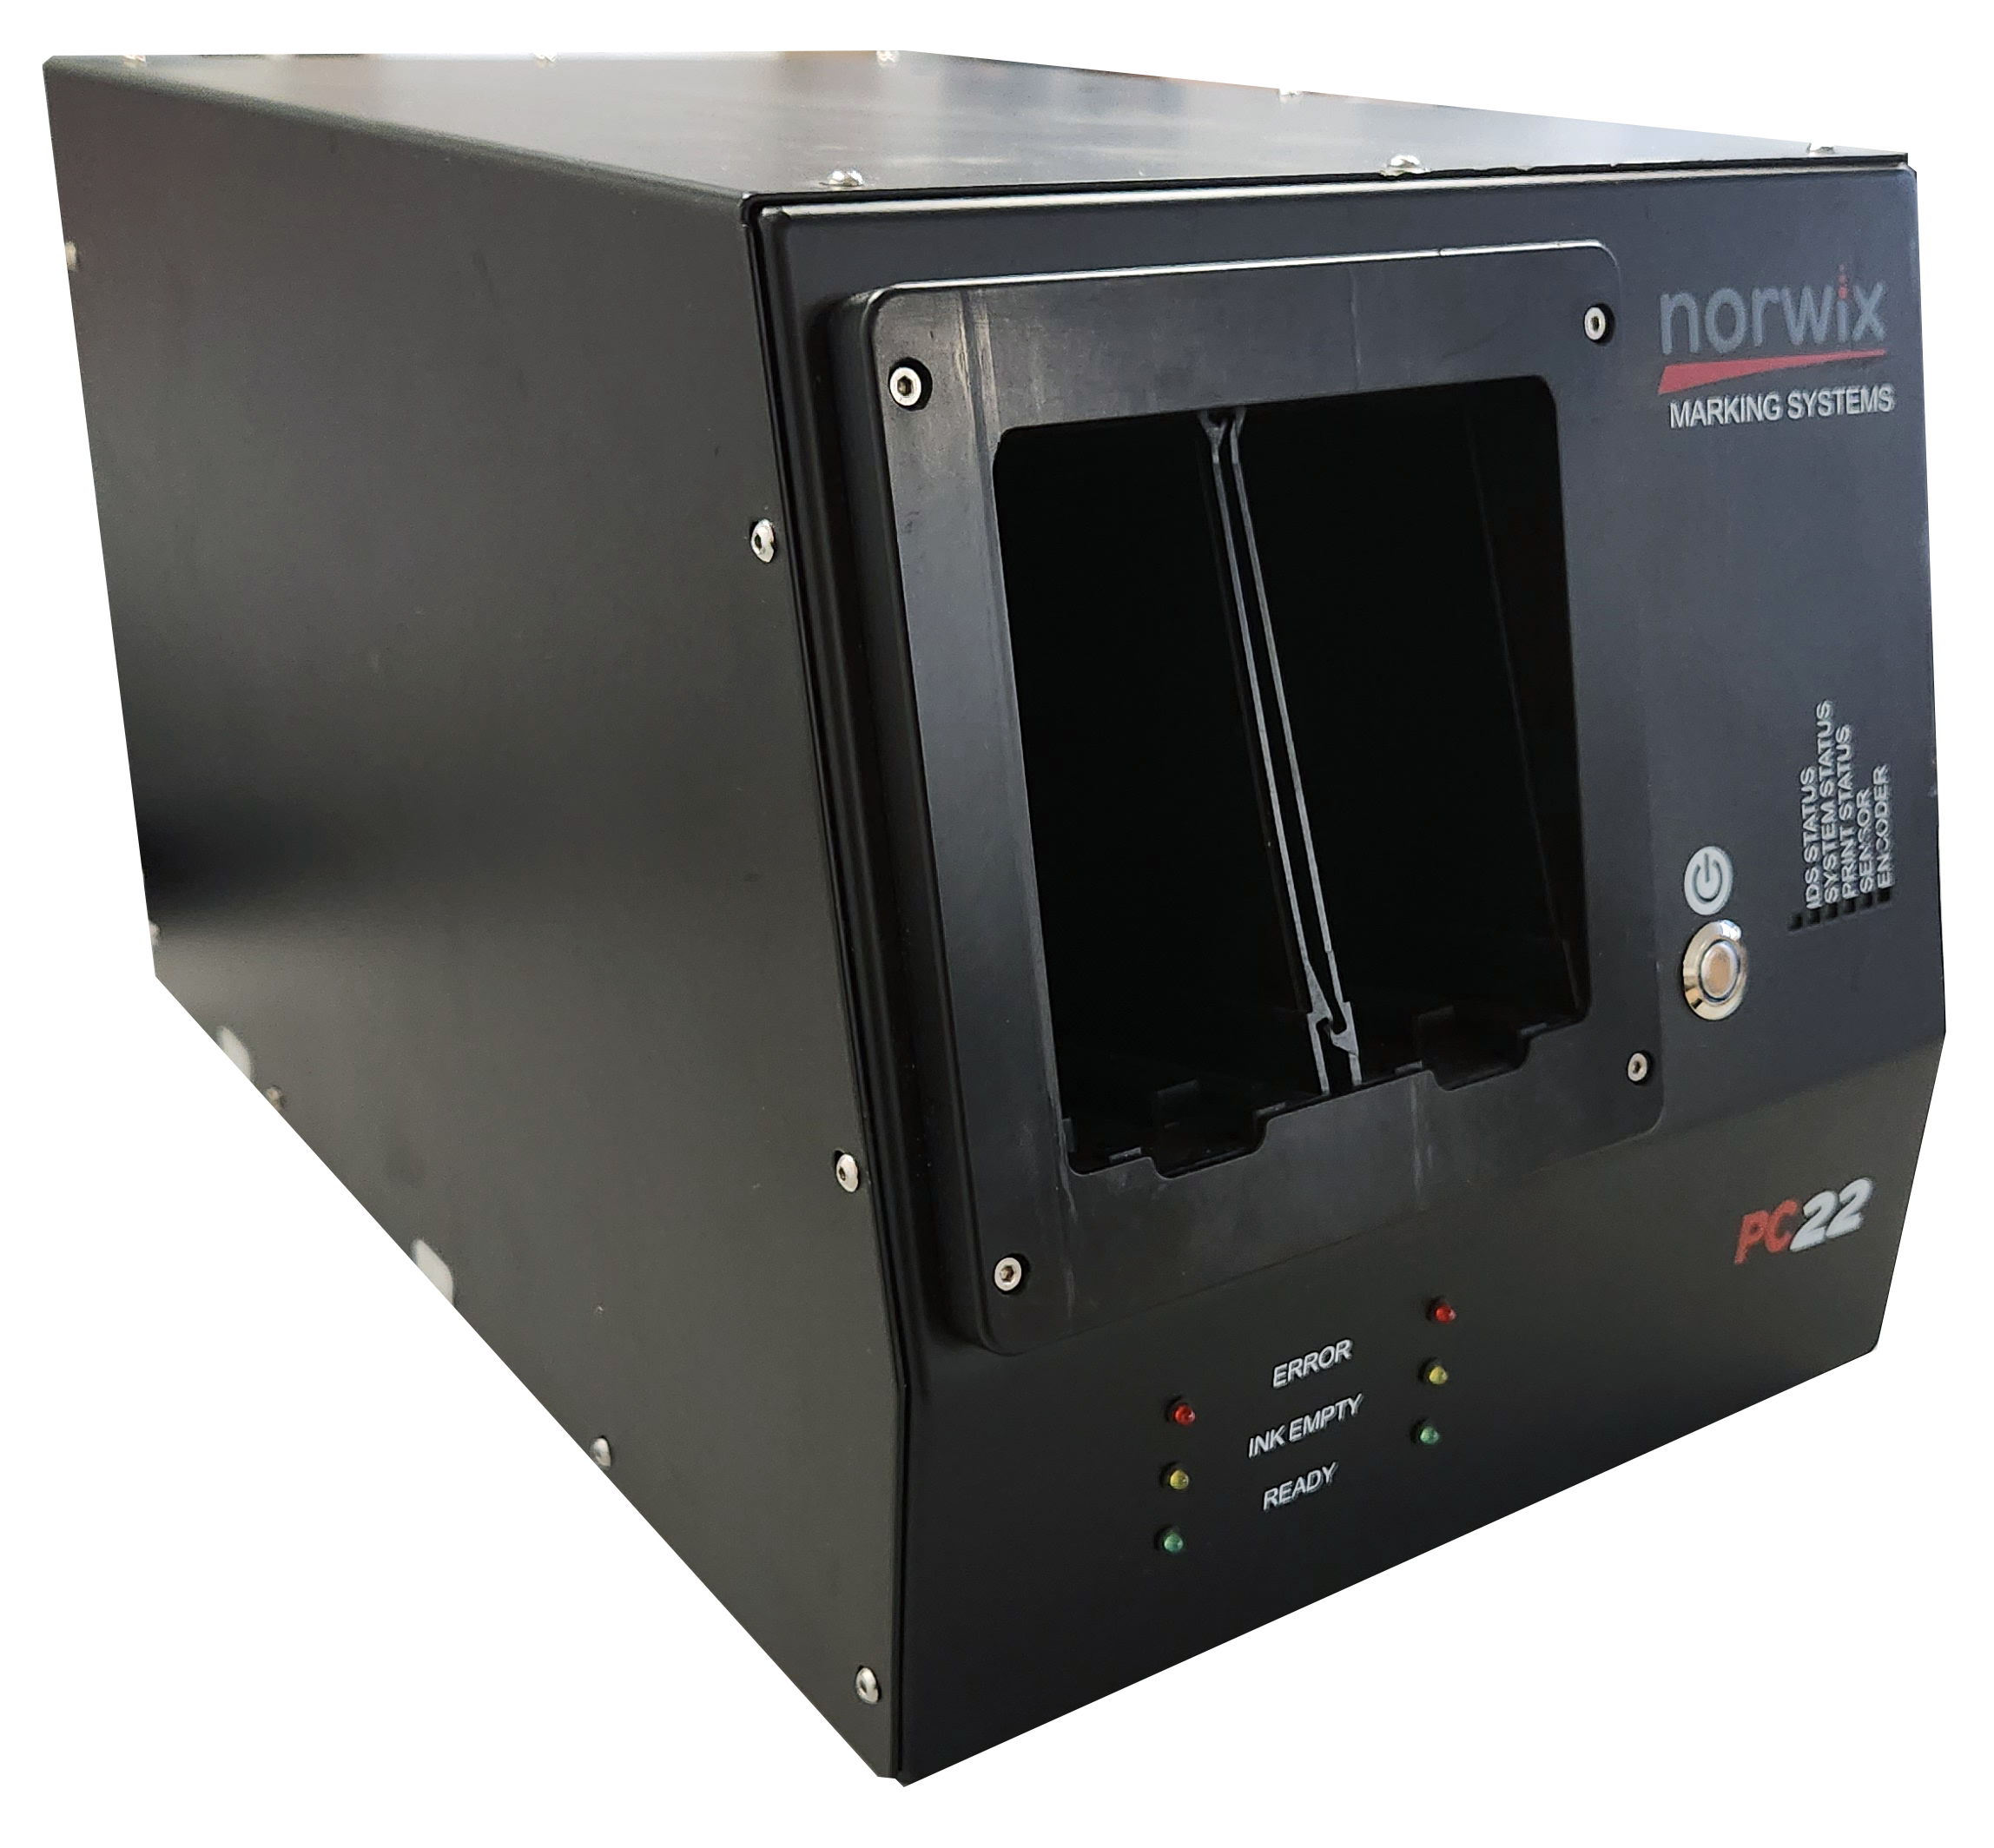 norwix
MARKING SYSTEMS
IDS STATUS
SYSTEM STATUS
PRINT STATUS
SENSOR
ENCODER
PC22
ERROR
INK EMPTY
READY